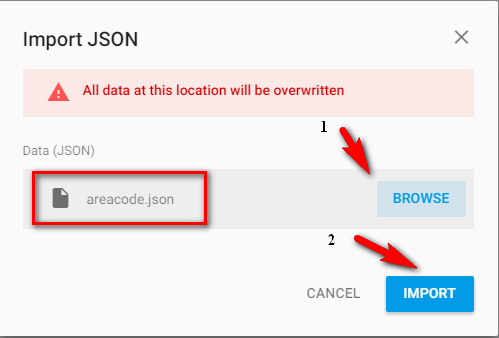 Import JSON
All data at this location will be overwritten
1
Data (JSON)
areacode.json
BROWSE
2
CANCEL
IMPORT